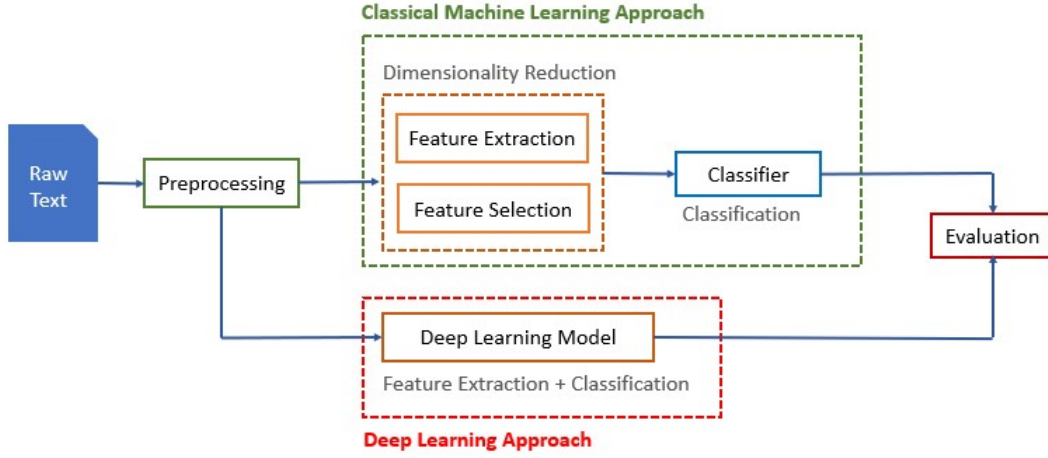 Classical Machine Learning Approach
Dimensionality Reduction
Feature Extraction
Raw
Text
Preprocessing
Classifier
Feature Selection
Classification
Evaluation
Deep Learning Model
Feature Extraction + Classification
Deep Learning Approach